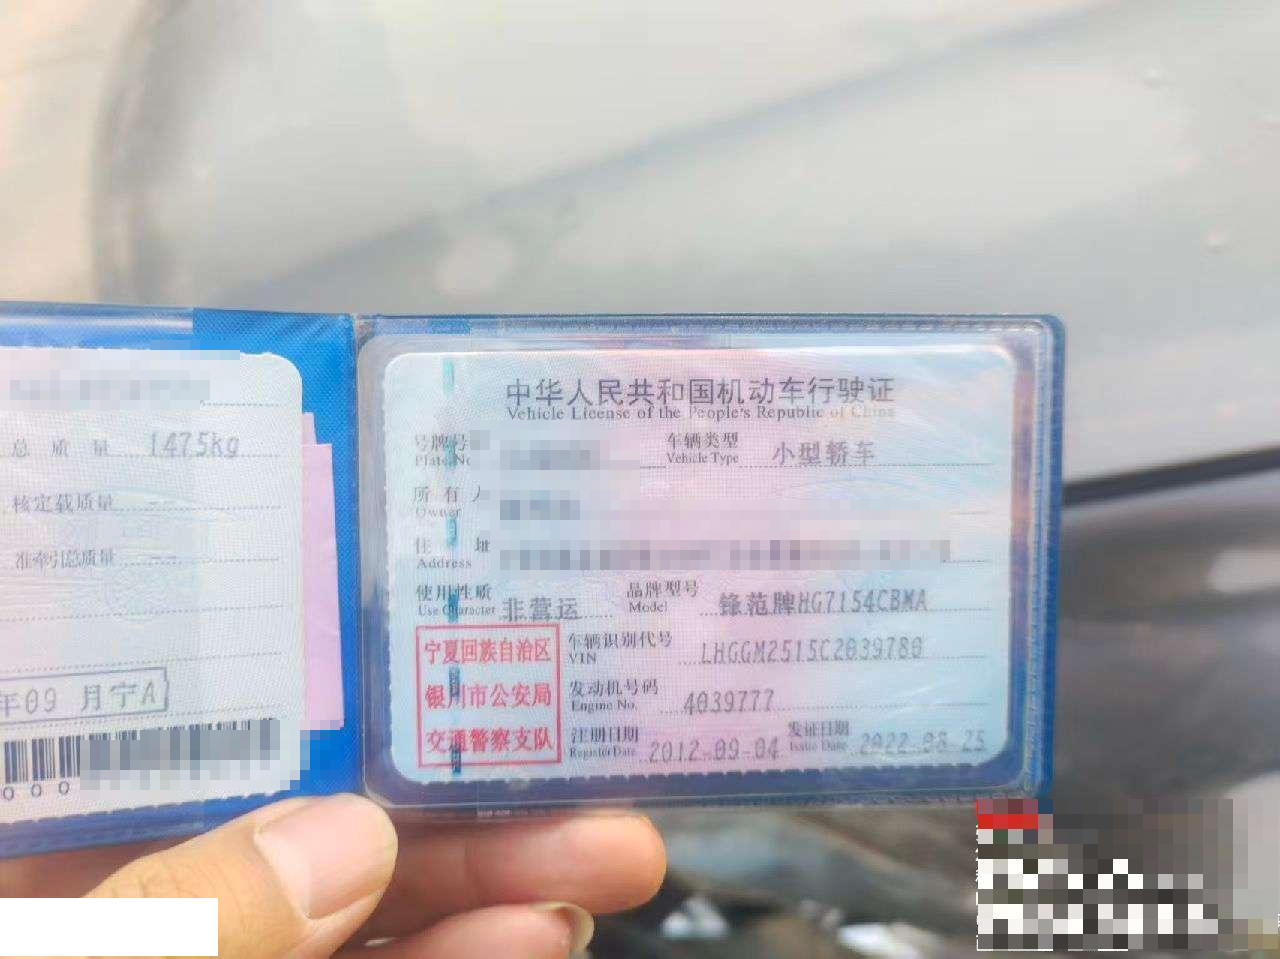 总质量 1475kg
核定载质量 --
准牵引总质量 --
年09月宁A
000
中华人民共和国机动车行驶证
Vehicle License of the People's Republic of China
号牌号 车辆类型 小型轿车
Plate No. Vehicle Type
所有人
Owner
住址
Address
使用性质 非营运 品牌型号 锋范牌HG7154CBMA
Use Character Model
宁夏回族自治区
银川市公安局
交通警察支队
车辆识别代号 LHGGM2515C2039780
VIN
发动机号码 4039777
Engine No.
注册日期 2012-09-04 发证日期 2022-08-25
Register Date Issue Date